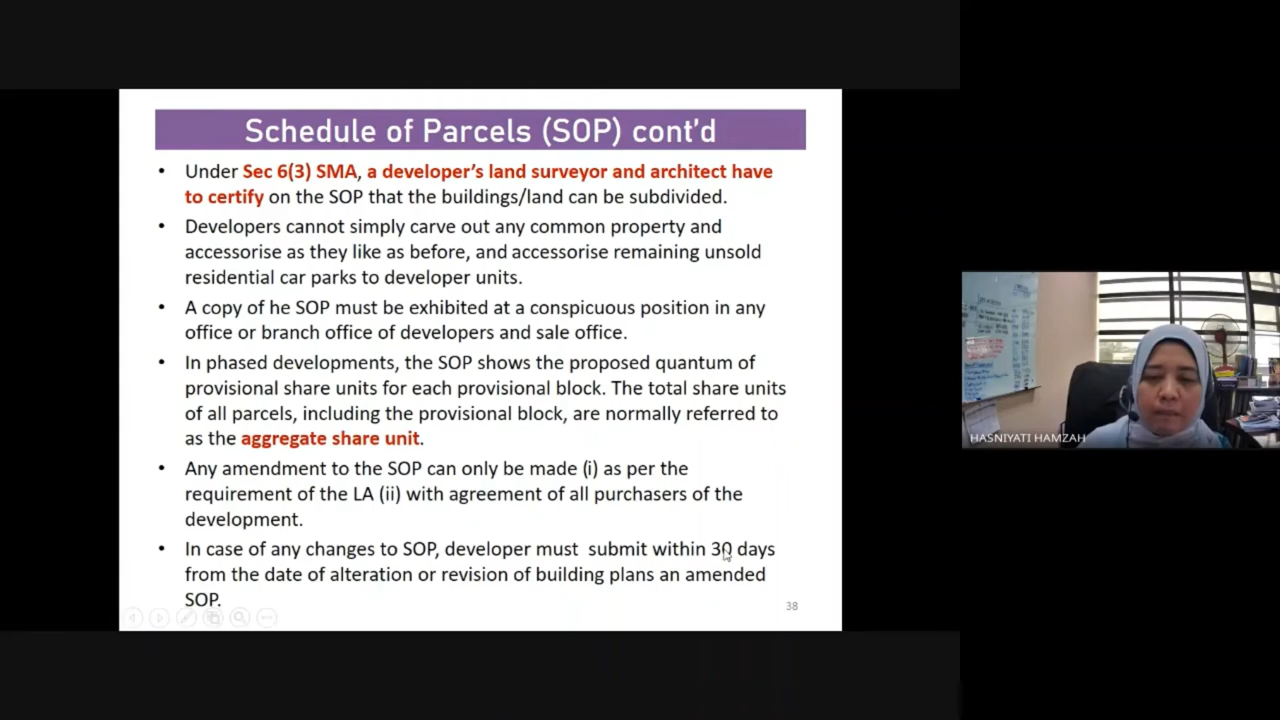 Schedule of Parcels (SOP) cont'd
• Under Sec 6(3) SMA, a developer's land surveyor and architect have
to certify on the SOP that the buildings/land can be subdivided.
• Developers cannot simply carve out any common property and
accessorise as they like as before, and accessorise remaining unsold
residential car parks to developer units.
• A copy of he SOP must be exhibited at a conspicuous position in any
office or branch office of developers and sale office.
• In phased developments, the SOP shows the proposed quantum of
provisional share units for each provisional block. The total share units
of all parcels, including the provisional block, are normally referred to
as the aggregate share unit.
• Any amendment to the SOP can only be made (i) as per the
requirement of the LA (ii) with agreement of all purchasers of the
development.
• In case of any changes to SOP, developer must submit within 30 days
from the date of alteration or revision of building plans an amended
SOP.
38
HASNIYATI HAMZAH